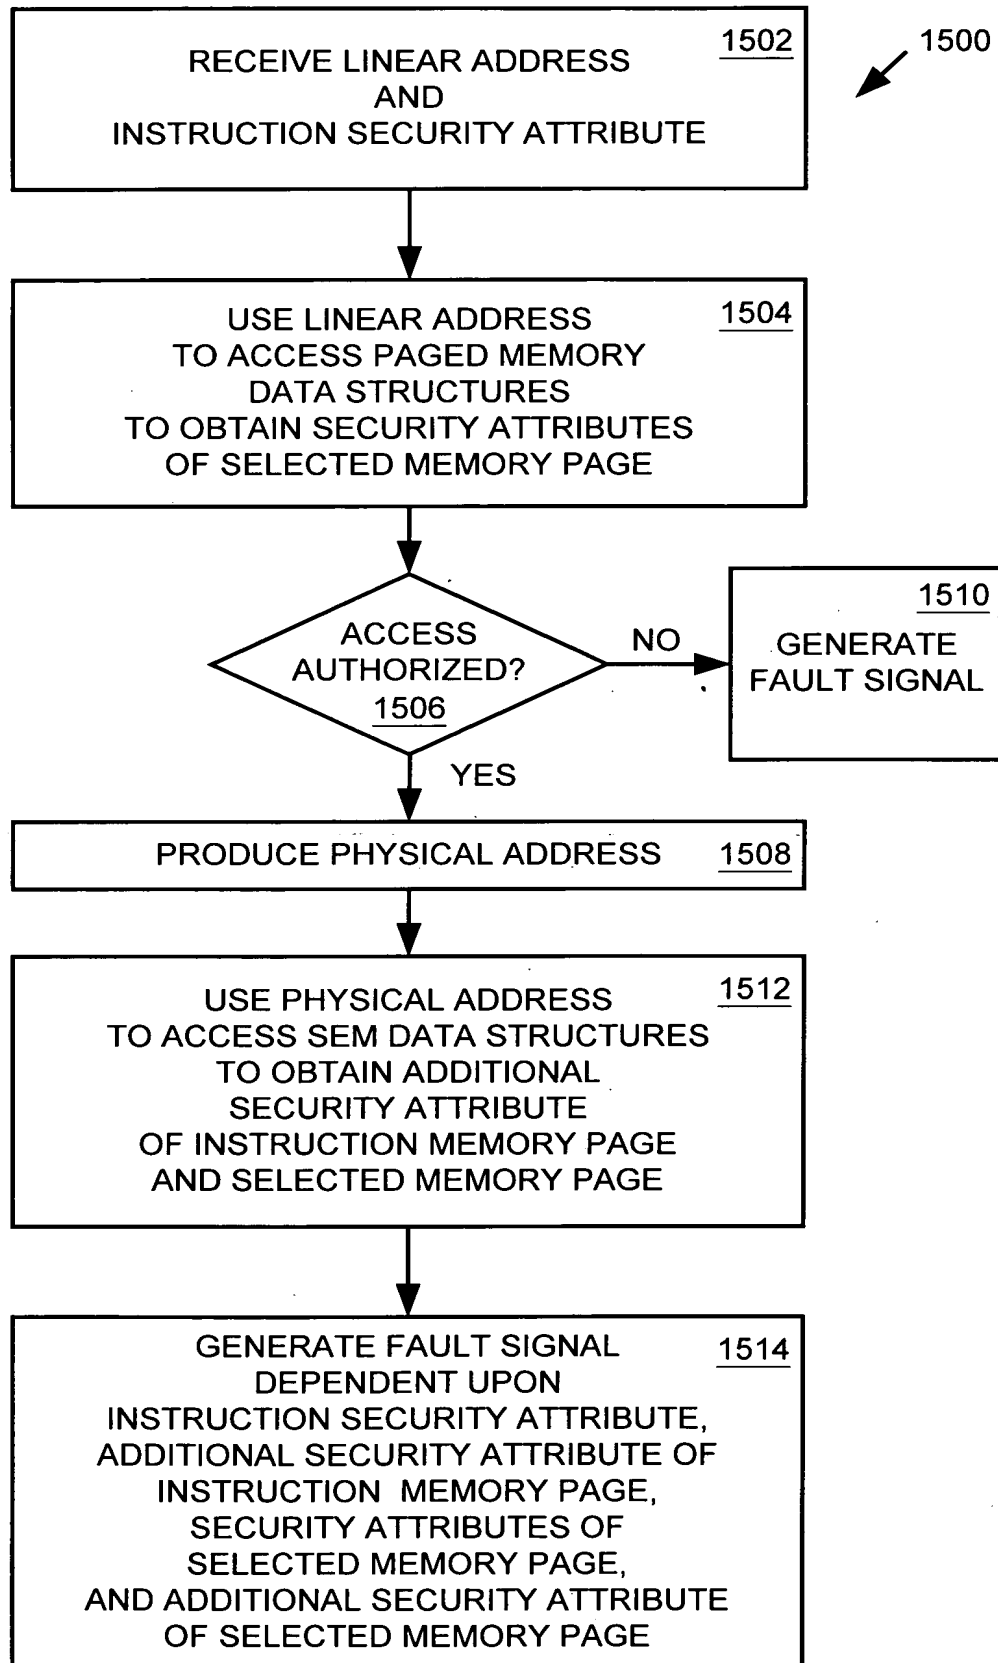 1502
RECEIVE LINEAR ADDRESS
AND
INSTRUCTION SECURITY ATTRIBUTE
1500
1504
USE LINEAR ADDRESS
TO ACCESS PAGED MEMORY
DATA STRUCTURES
TO OBTAIN SECURITY ATTRIBUTES
OF SELECTED MEMORY PAGE
ACCESS
AUTHORIZED?
1506
NO
1510
GENERATE
FAULT SIGNAL
YES
PRODUCE PHYSICAL ADDRESS 1508
1512
USE PHYSICAL ADDRESS
TO ACCESS SEM DATA STRUCTURES
TO OBTAIN ADDITIONAL
SECURITY ATTRIBUTE
OF INSTRUCTION MEMORY PAGE
AND SELECTED MEMORY PAGE
1514
GENERATE FAULT SIGNAL
DEPENDENT UPON
INSTRUCTION SECURITY ATTRIBUTE,
ADDITIONAL SECURITY ATTRIBUTE OF
INSTRUCTION MEMORY PAGE,
SECURITY ATTRIBUTES OF
SELECTED MEMORY PAGE,
AND ADDITIONAL SECURITY ATTRIBUTE
OF SELECTED MEMORY PAGE